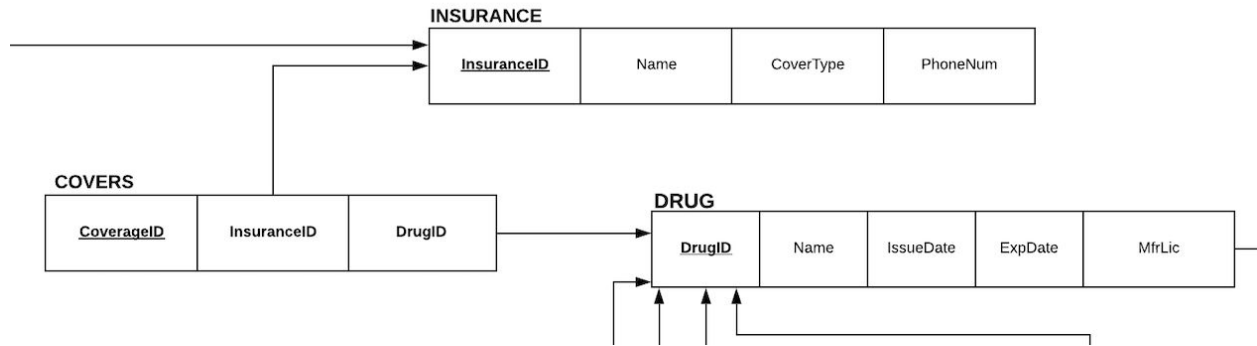 INSURANCE
InsuranceID Name CoverType PhoneNum
COVERS
CoverageID InsuranceID DrugID
DRUG
DrugID Name IssueDate ExpDate MfrLic